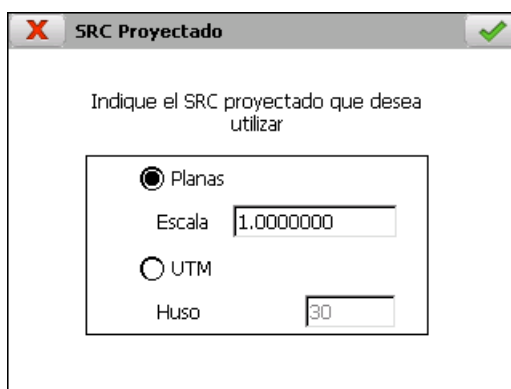 SRC Proyectado
Indique el SRC proyectado que desea
utilizar
Planas
Escala 1.0000000
UTM
Huso 30